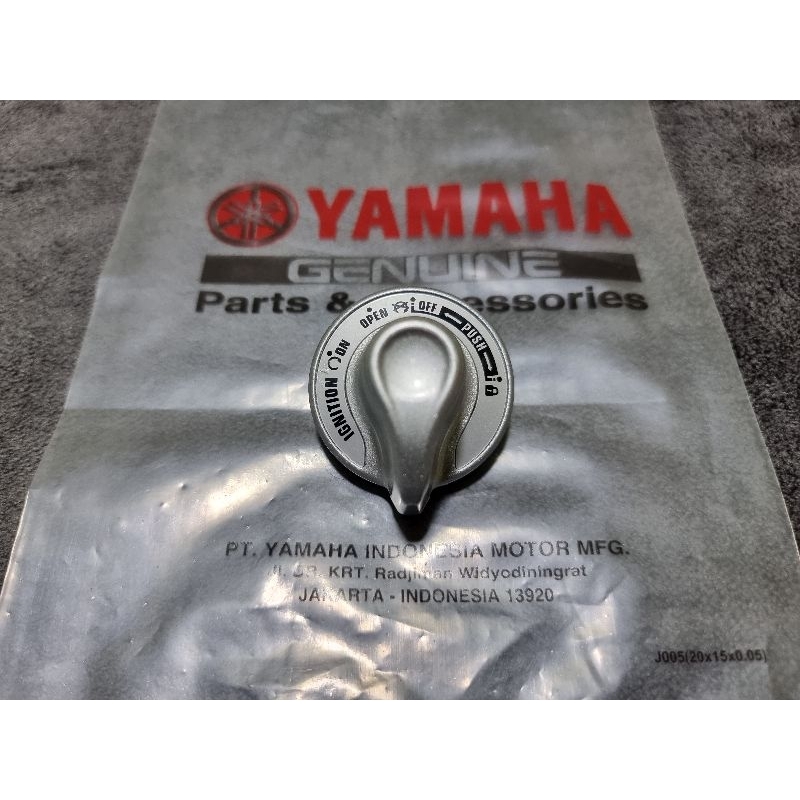 YAMAHA
GENUINE
Parts & essories
IGNITION ON
OPEN OFF
PUSH
PT. YAMAHA INDONESIA MOTOR MFG.
KRT. Radjiman Widyodiningrat
JAKARTA - INDONESIA 13920
J005(20x15x0.05)